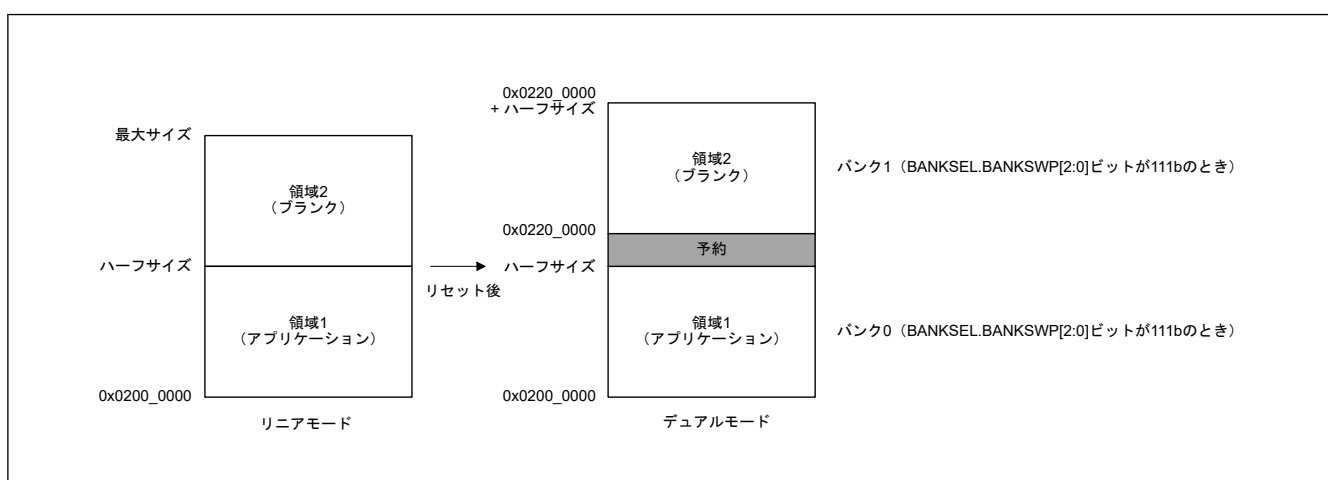 最大サイズ
領域2
(ブランク)
ハーフサイズ
領域1
(アプリケーション)
0x0200_0000
リニアモード
リセット後
0x0220_0000
+ ハーフサイズ
領域2
(ブランク)
0x0220_0000
予約
ハーフサイズ
領域1
(アプリケーション)
0x0200_0000
デュアルモード
バンク1(BANKSEL.BANKSWP[2:0]ビットが111bのとき)
バンク0(BANKSEL.BANKSWP[2:0]ビットが111bのとき)